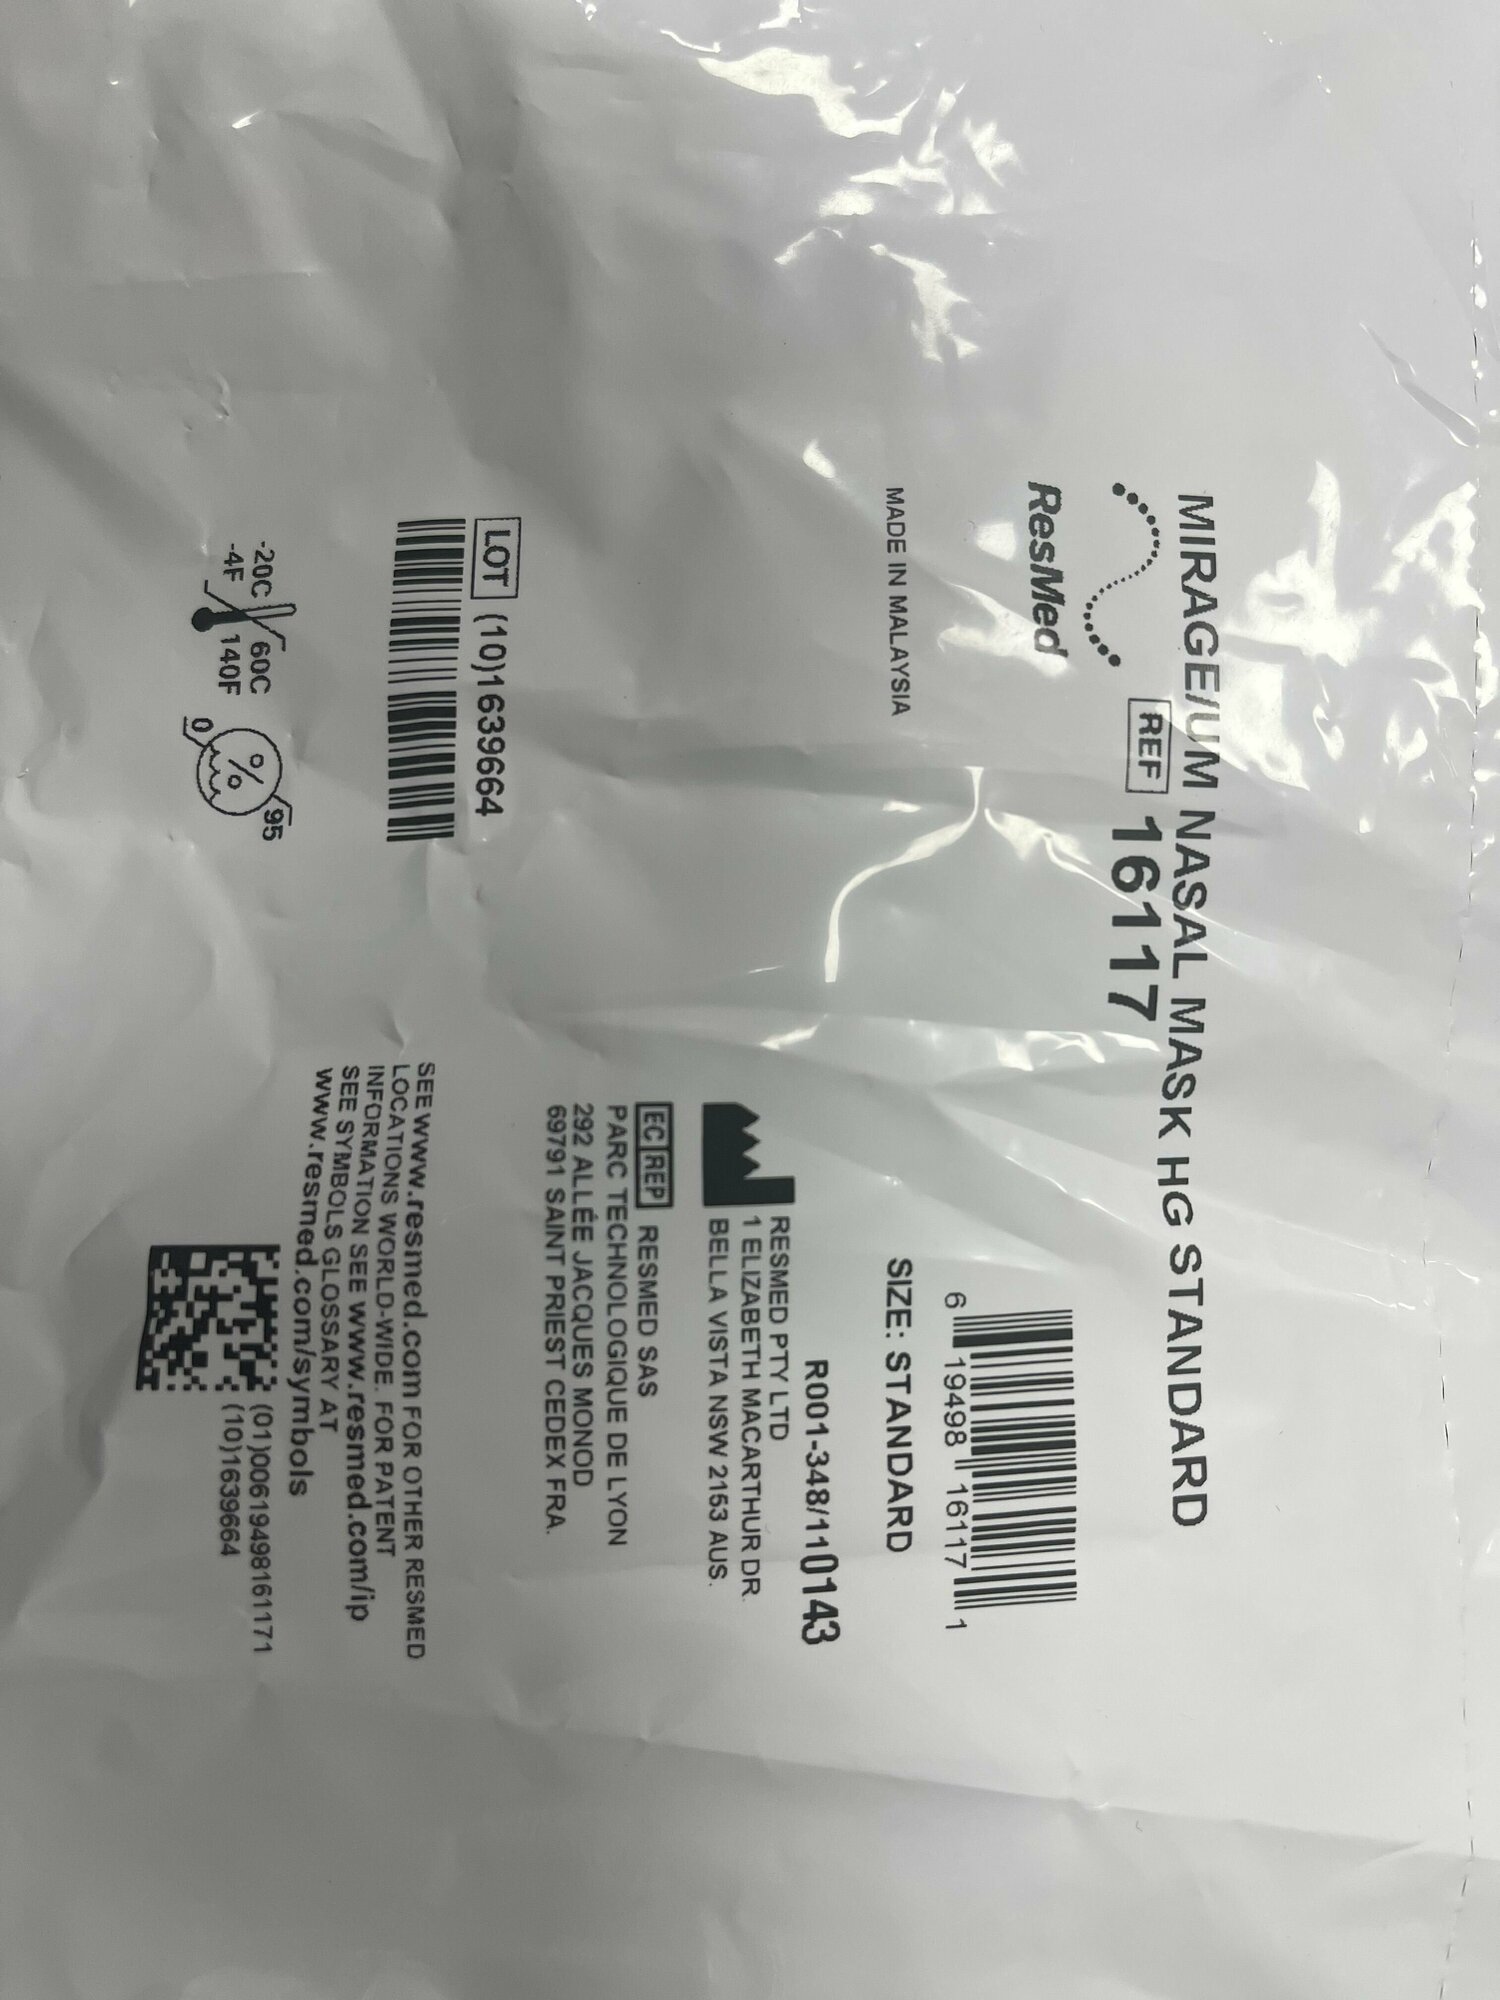 MIRAGE/UM NASAL MASK HG STANDARD
REF 16117
ResMed
6 19498 16117 1
MADE IN MALAYSIA
SIZE: STANDARD
R001-348/110143
RESMED PTY LTD
1 ELIZABETH MACARTHUR DR.
BELLA VISTA NSW 2153 AUS.
EC REP RESMED SAS
PARC TECHNOLOGIQUE DE LYON
292 ALLÉE JACQUES MONOD
69791 SAINT PRIEST CEDEX FRA.
LOT (10)1639664
SEE www.resmed.com FOR OTHER RESMED
LOCATIONS WORLD-WIDE. FOR PATENT
INFORMATION SEE www.resmed.com/ip
SEE SYMBOLS GLOSSARY AT
www.resmed.com/symbols
-20C 60C
-4F 140F
% 95
0
(01)00619498161171
(10)1639664